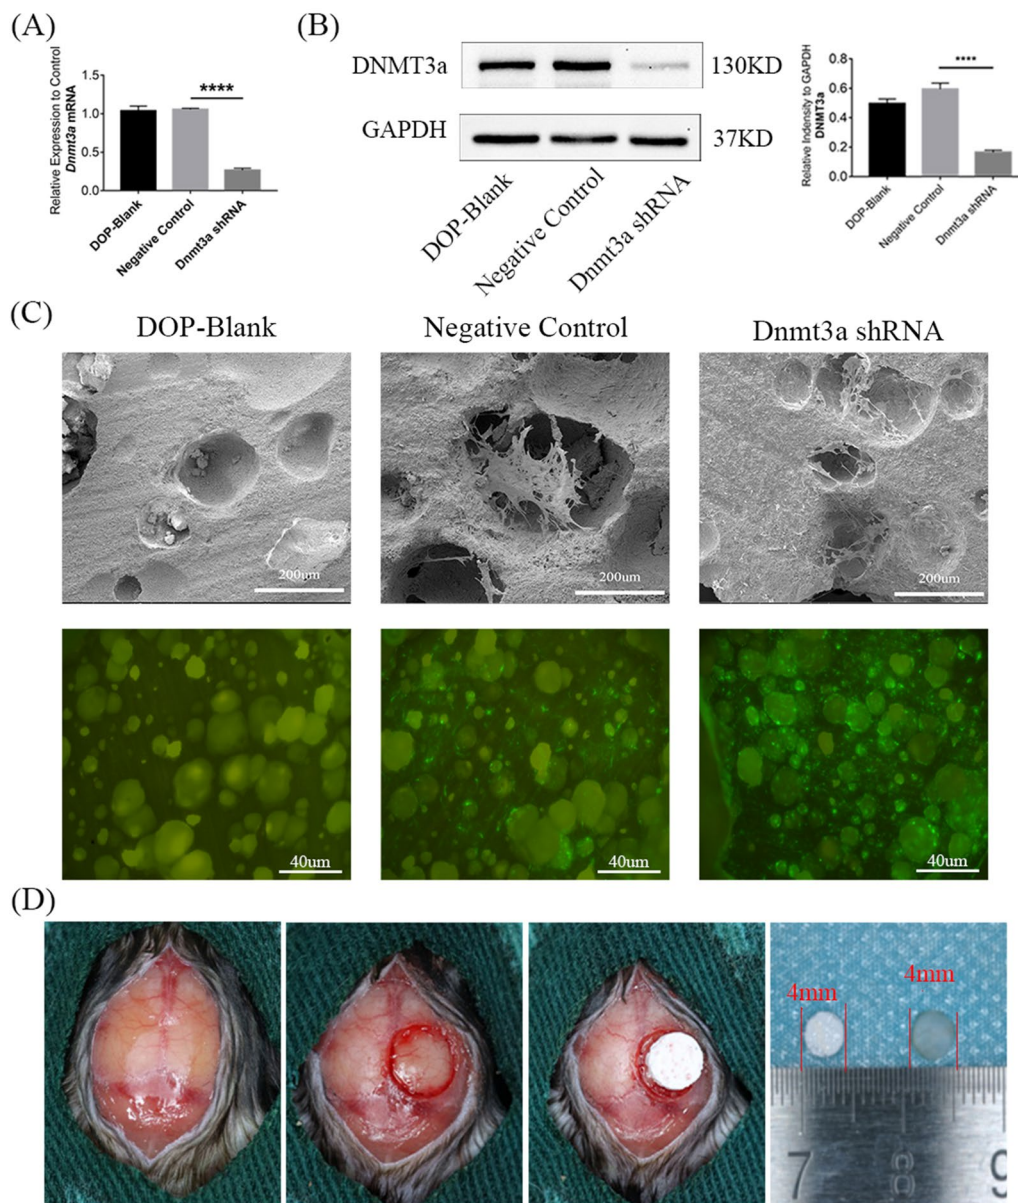 (A)
Relative Expression to Control
Dnmt3a mRNA
1.5
1.0
0.5
0.0
****
DOP-Blank
Negative Control
Dnmt3a shRNA
(B)
DNMT3a
130KD
GAPDH
37KD
DOP-Blank
Negative Control
Dnmt3a shRNA
Relative Indensity to GAPDH
DNMT3a
0.8
0.6
0.4
0.2
0.0
****
DOP-Blank
Negative Control
Dnmt3a shRNA
(C)
DOP-Blank
Negative Control
Dnmt3a shRNA
200um
200um
200um
40um
40um
40um
(D)
4mm
4mm
7 8 9